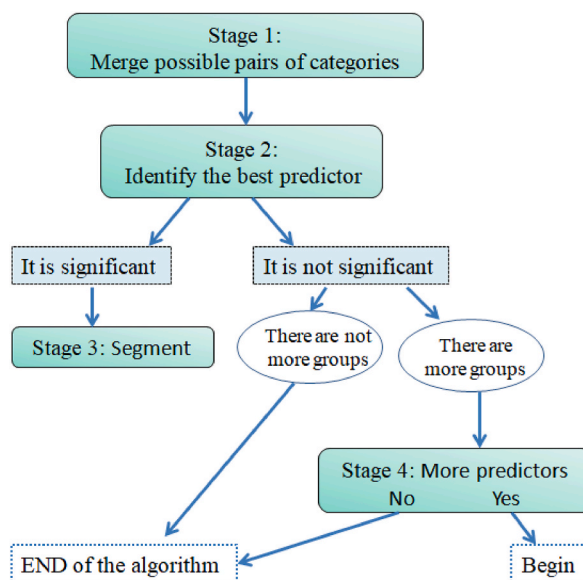 Stage 1:
Merge possible pairs of categories
Stage 2:
Identify the best predictor
It is significant
It is not significant
Stage 3: Segment
There are not
more groups
There are
more groups
Stage 4: More predictors
No Yes
END of the algorithm
Begin